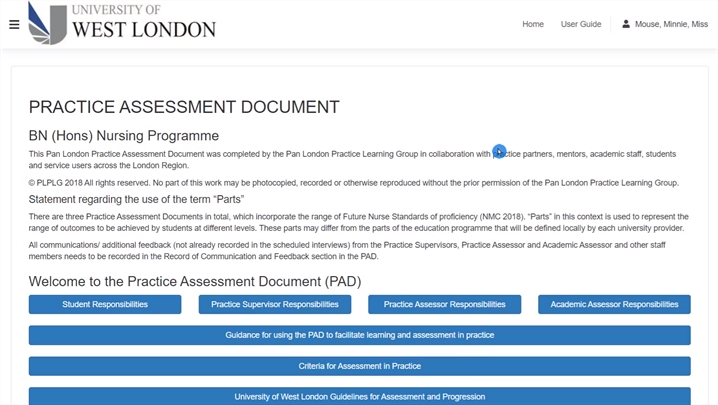 UNIVERSITY OF
WEST LONDON
Home
User Guide
Mouse, Minnie, Miss
PRACTICE ASSESSMENT DOCUMENT
BN (Hons) Nursing Programme
This Pan London Practice Assessment Document was completed by the Pan London Practice Learning Group in collaboration with practice partners, mentors, academic staff, students
and service users across the London Region.
© PLPLG 2018 All rights reserved. No part of this work may be photocopied, recorded or otherwise reproduced without the prior permission of the Pan London Practice Learning Group.
Statement regarding the use of the term “Parts”
There are three Practice Assessment Documents in total, which incorporate the range of Future Nurse Standards of proficiency (NMC 2018). “Parts” in this context is used to represent the
range of outcomes to be achieved by students at different levels. These parts may differ from the parts of the education programme that will be defined locally by each university provider.
All communications/ additional feedback (not already recorded in the scheduled interviews) from the Practice Supervisors, Practice Assessor and Academic Assessor and other staff
members needs to be recorded in the Record of Communication and Feedback section in the PAD.
Welcome to the Practice Assessment Document (PAD)
Student Responsibilities
Practice Supervisor Responsibilities
Practice Assessor Responsibilities
Academic Assessor Responsibilities
Guidance for using the PAD to facilitate learning and assessment in practice
Criteria for Assessment in Practice
University of West London Guidelines for Assessment and Progression